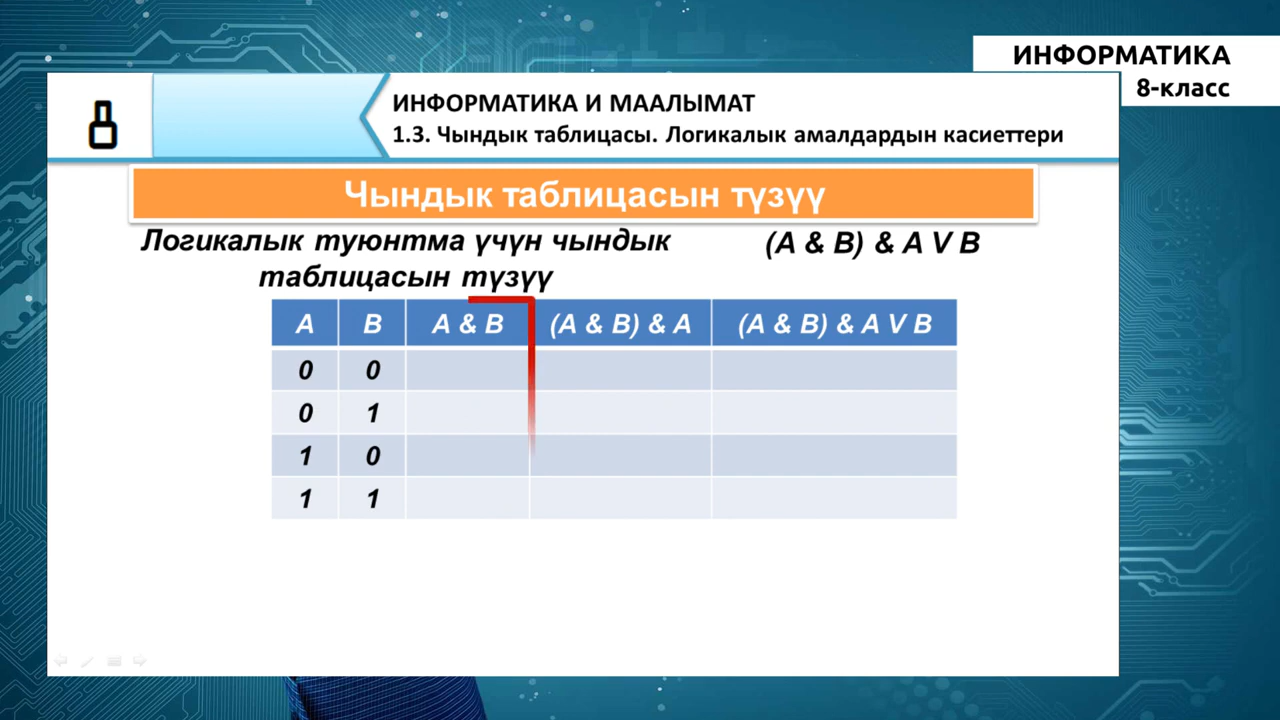 ИНФОРМАТИКА
8-класс
8
ИНФОРМАТИКА И МААЛЫМАТ
1.3. Чындык таблицасы. Логикалык амалдардын касиеттери
Чындык таблицасын түзүү
Логикалык туюнтма үчүн чындык
таблицасын түзүү
(A & B) & A V B
A B A & B (A & B) & A (A & B) & A V B
0 0
0 1
1 0
1 1